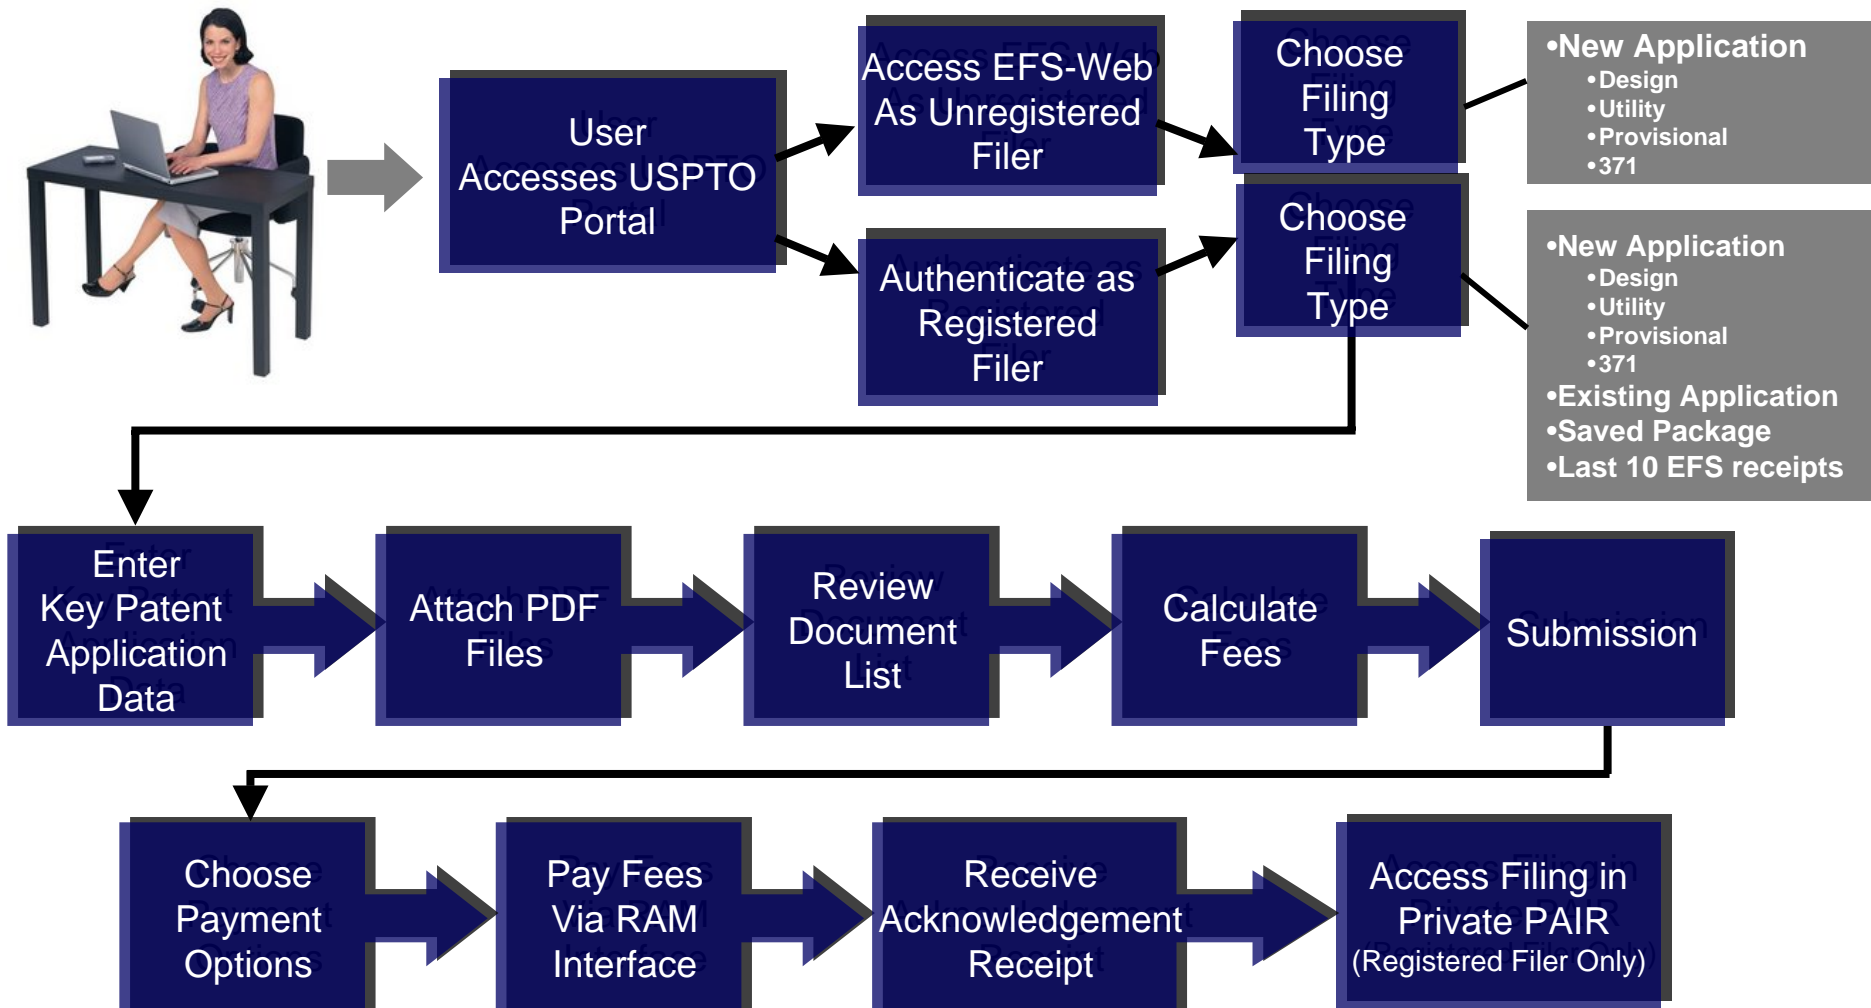 User
Accesses USPTO
Portal
Access EFS-Web
As Unregistered
Filer
Authenticate as
Registered
Filer
Choose
Filing
Type
Choose
Filing
Type
•New Application
•Design
•Utility
•Provisional
•371
•New Application
•Design
•Utility
•Provisional
•371
•Existing Application
•Saved Package
•Last 10 EFS receipts
Enter
Key Patent
Application
Data
Attach PDF
Files
Review
Document
List
Calculate
Fees
Submission
Choose
Payment
Options
Pay Fees
Via RAM
Interface
Receive
Acknowledgement
Receipt
Access Filing in
Private PAIR
(Registered Filer Only)